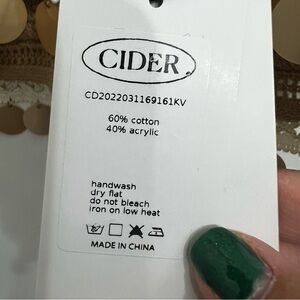 CIDER
CD2022031169161KV
60% cotton
40% acrylic
handwash
dry flat
do not bleach
iron on low heat
MADE IN CHINA